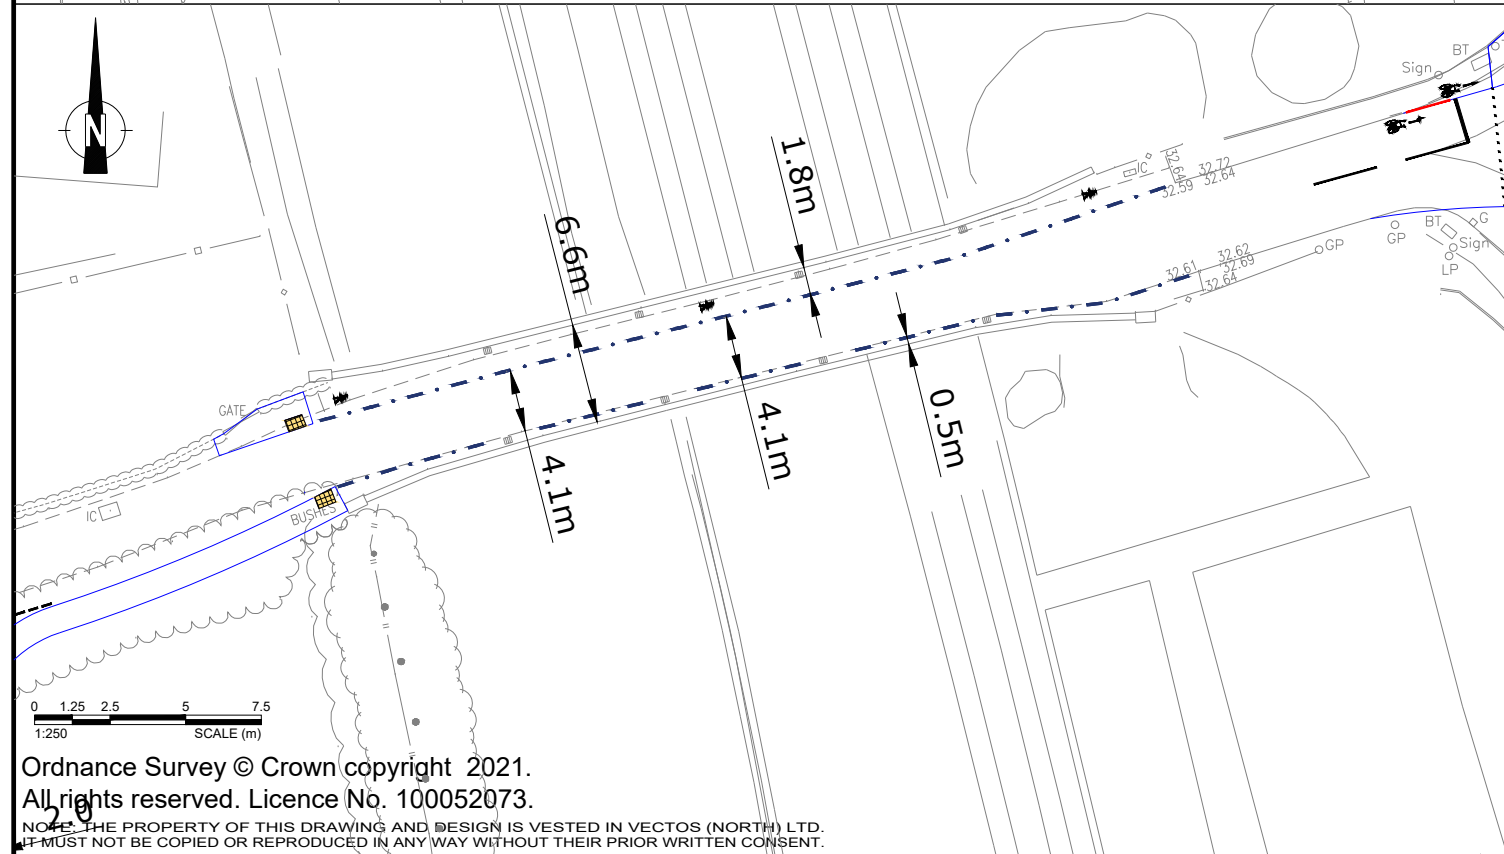 BT
Sign
N
1.8m
IC
32.64
32.72
32.59 32.64
6.6m
BT
G
Sign
GP
GP
LP
32.61
32.62
32.69
32.64
GATE
4.1m
0.5m
4.1m
BUSHES
IC
0 1.25 2.5 5 7.5
1:250 SCALE (m)
Ordnance Survey © Crown copyright 2021.
All rights reserved. Licence No. 100052073.
2.0
NOTE: THE PROPERTY OF THIS DRAWING AND DESIGN IS VESTED IN VECTOS (NORTH) LTD.
IT MUST NOT BE COPIED OR REPRODUCED IN ANY WAY WITHOUT THEIR PRIOR WRITTEN CONSENT.